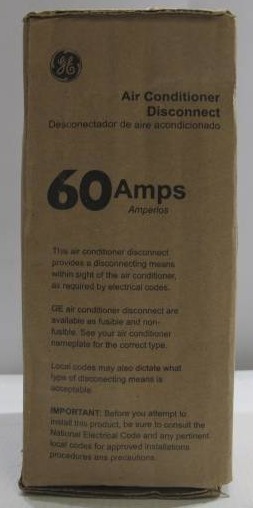 GE
Air Conditioner
Disconnect
Desconectador de aire acondicionado
60 Amps
Amperios
This air conditioner disconnect
provides a disconnecting means
within sight of the air conditioner,
as required by electrical codes.
GE air conditioner disconnect are
available as fusible and non-
fusible. See your air conditioner
nameplate for the correct type.
Local codes may also dictate what
type of disconecting means is
acceptable.
IMPORTANT: Before you attempt to
install this product, be sure to consult the
National Electrical Code and any pertinent
local codes for approved installations
procedures ans precautions.